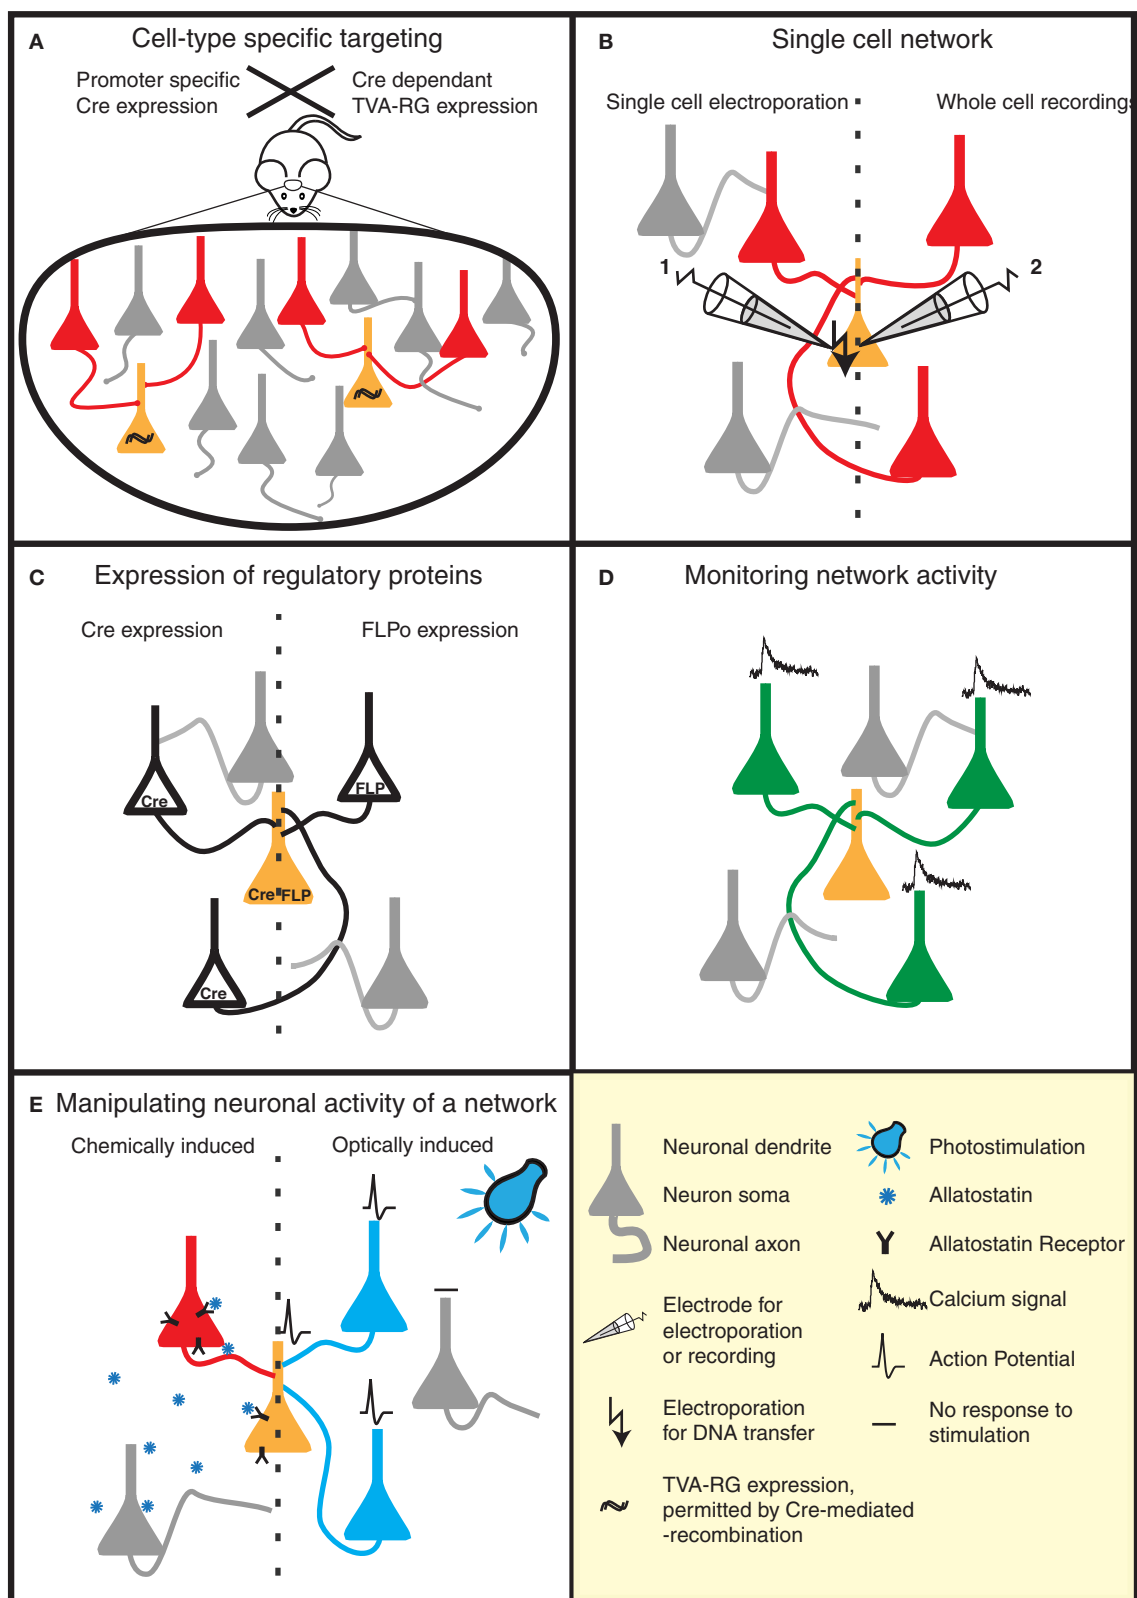 A Cell-type specific targeting
Promoter specific
Cre expression
Cre dependant
TVA-RG expression
B Single cell network
Single cell electroporation
Whole cell recordings
1
2
C Expression of regulatory proteins
Cre expression
FLPo expression
Cre
FLP
Cre FLP
Cre
D Monitoring network activity
E Manipulating neuronal activity of a network
Chemically induced
Optically induced
Neuronal dendrite
Neuron soma
Neuronal axon
Electrode for
electroporation
or recording
Electroporation
for DNA transfer
TVA-RG expression,
permitted by Cre-mediated
-recombination
Photostimulation
Allatostatin
Allatostatin Receptor
Calcium signal
Action Potential
No response to
stimulation